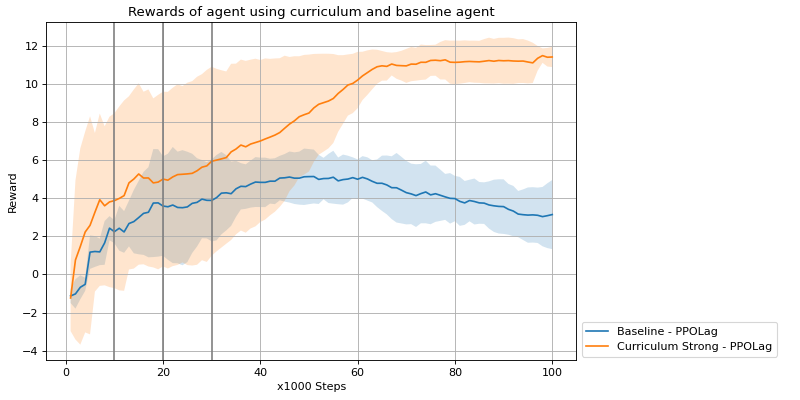 Rewards of agent using curriculum and baseline agent
12
10
8
6
4
2
0
−2
−4
Reward
0 20 40 60 80 100
x1000 Steps
Baseline - PPOLag
Curriculum Strong - PPOLag